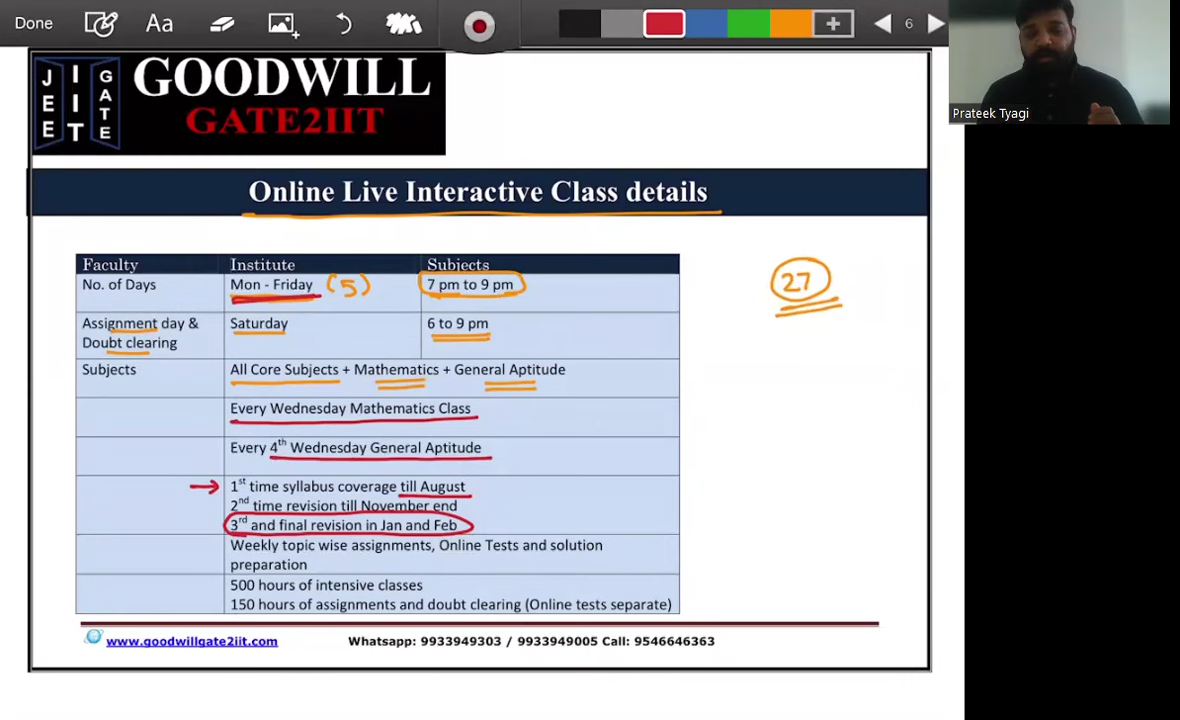 Done
Aa
6
Prateek Tyagi
JEE IIT GATE
GOODWILL
GATE2IIT
Online Live Interactive Class details
Faculty Institute Subjects
No. of Days Mon - Friday (5) 7 pm to 9 pm
27
Assignment day & Saturday 6 to 9 pm
Doubt clearing
Subjects All Core Subjects + Mathematics + General Aptitude
Every Wednesday Mathematics Class
Every 4th Wednesday General Aptitude
1st time syllabus coverage till August
2nd time revision till November end
3rd and final revision in Jan and Feb
Weekly topic wise assignments, Online Tests and solution
preparation
500 hours of intensive classes
150 hours of assignments and doubt clearing (Online tests separate)
www.goodwillgate2iit.com Whatsapp: 9933949303 / 9933949005 Call: 9546646363